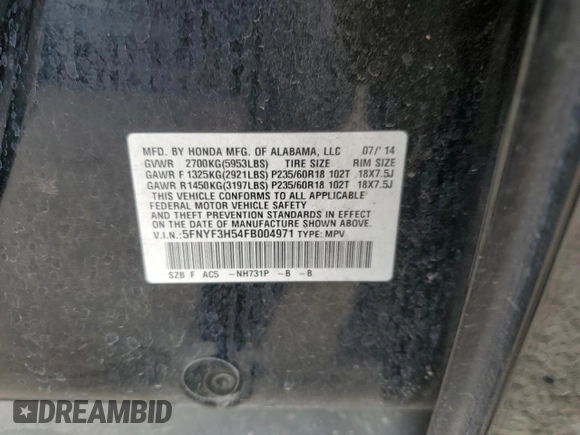 MFD. BY HONDA MFG. OF ALABAMA, LLC 07/'14
GVWR 2700KG(5953LBS) TIRE SIZE RIM SIZE
GAWR F 1325KG(2921LBS) P235/60R18 102T 18X7.5J
GAWR R1450KG(3197LBS) P235/60R18 102T 18X7.5J
THIS VEHICLE CONFORMS TO ALL APPLICABLE
FEDERAL MOTOR VEHICLE SAFETY
AND THEFT PREVENTION STANDARDS IN EFFECT
ON THE DATE OF MANUFACTURE SHOWN ABOVE.
V.I.N.:5FNYF3H54FB004971 TYPE: MPV
SZB F AC5 -NH731P -B -B
DREAMBID